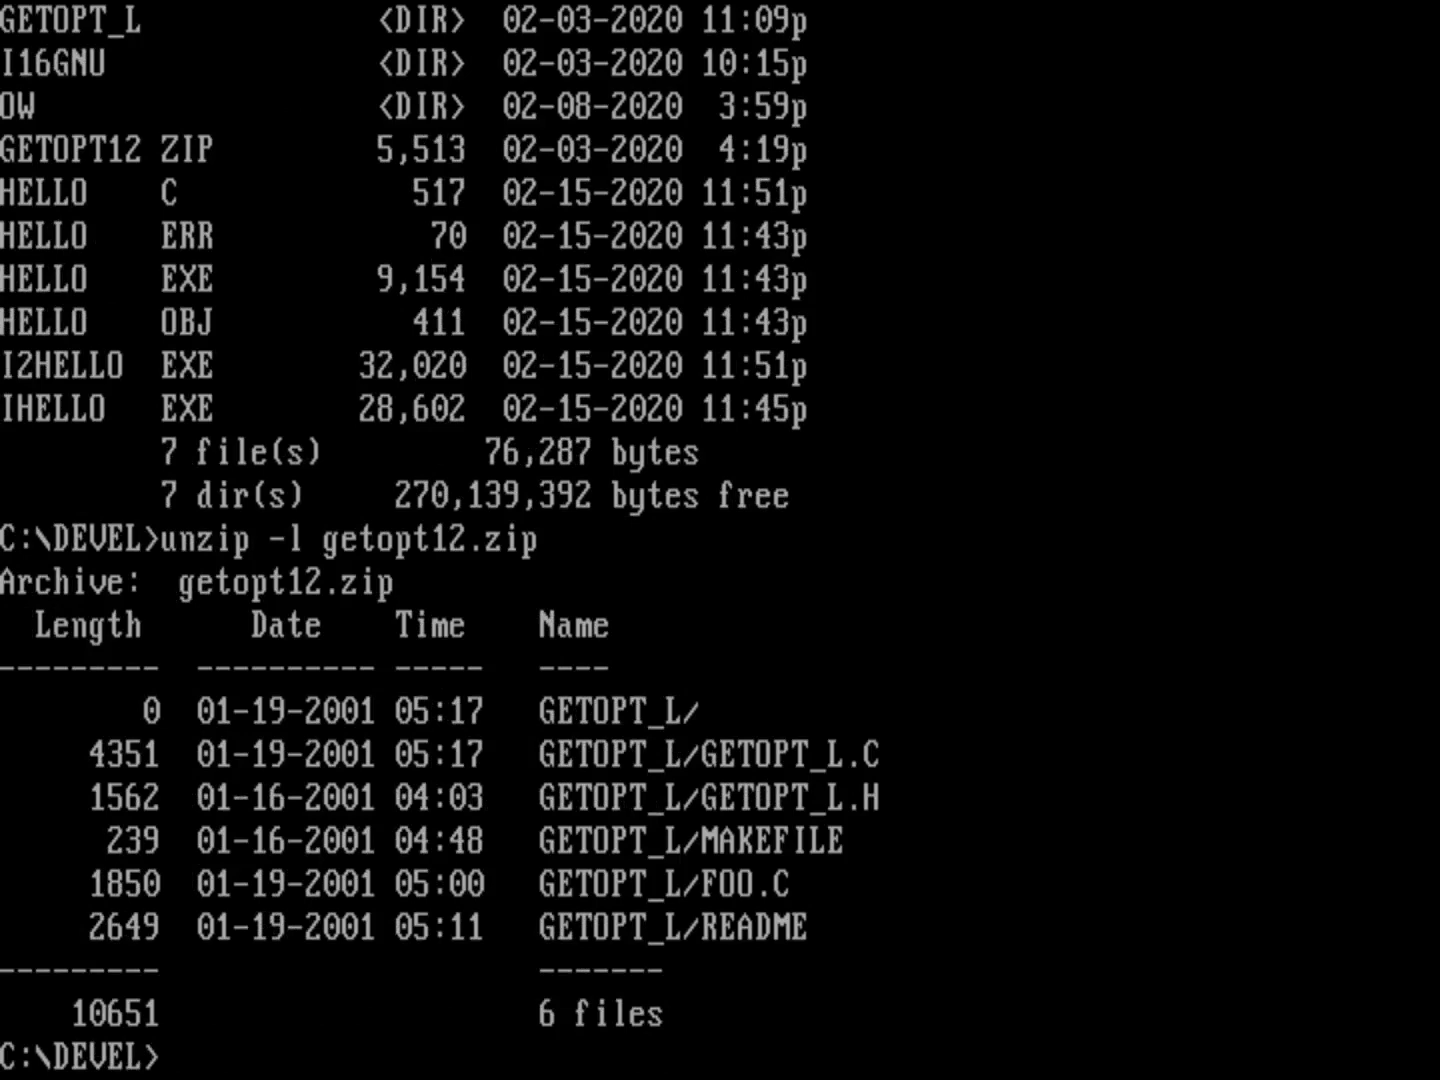 GETOPT_L             <DIR>  02-03-2020 11:09p
I16GNU               <DIR>  02-03-2020 10:15p
OW                   <DIR>  02-08-2020  3:59p
GETOPT12 ZIP         5,513  02-03-2020  4:19p
HELLO    C             517  02-15-2020 11:51p
HELLO    ERR            70  02-15-2020 11:43p
HELLO    EXE         9,154  02-15-2020 11:43p
HELLO    OBJ           411  02-15-2020 11:43p
I2HELLO  EXE        32,020  02-15-2020 11:51p
IHELLO   EXE        28,602  02-15-2020 11:45p
         7 file(s)         76,287 bytes
         7 dir(s)     270,139,392 bytes free
C:\DEVEL>unzip -l getopt12.zip
Archive:  getopt12.zip
  Length      Date    Time    Name
---------  ---------- -----   ----
        0  01-19-2001 05:17   GETOPT_L/
     4351  01-19-2001 05:17   GETOPT_L/GETOPT_L.C
     1562  01-16-2001 04:03   GETOPT_L/GETOPT_L.H
      239  01-16-2001 04:48   GETOPT_L/MAKEFILE
     1850  01-19-2001 05:00   GETOPT_L/FOO.C
     2649  01-19-2001 05:11   GETOPT_L/README
---------                     -------
    10651                     6 files
C:\DEVEL>